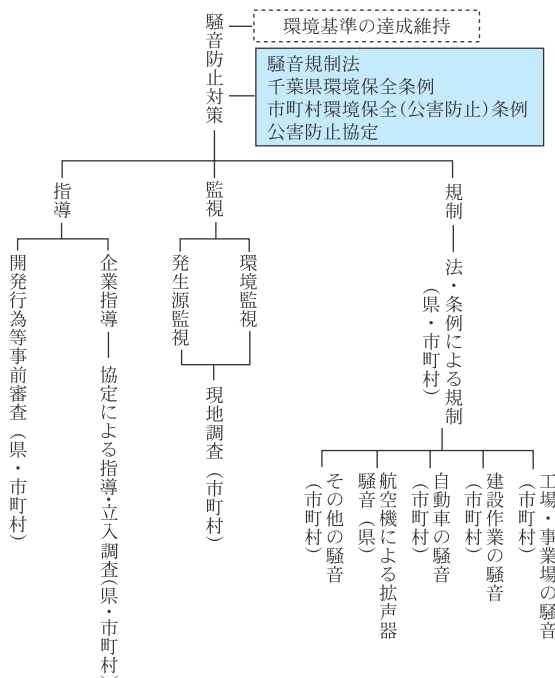 騒音防止対策
環境基準の達成維持
騒音規制法
千葉県環境保全条例
市町村環境保全(公害防止)条例
公害防止協定
規制
法・条例による規制
(県・市町村)
工場・事業場の騒音
(市町村)
建設作業の騒音
(市町村)
自動車の騒音
(市町村)
航空機による拡声器
騒音(県)
その他の騒音
(市町村)
監視
環境監視
発生源監視
現地調査(市町村)
指導
企業指導
協定による指導・立入調査(県・市町村)
開発行為等事前審査(県・市町村)